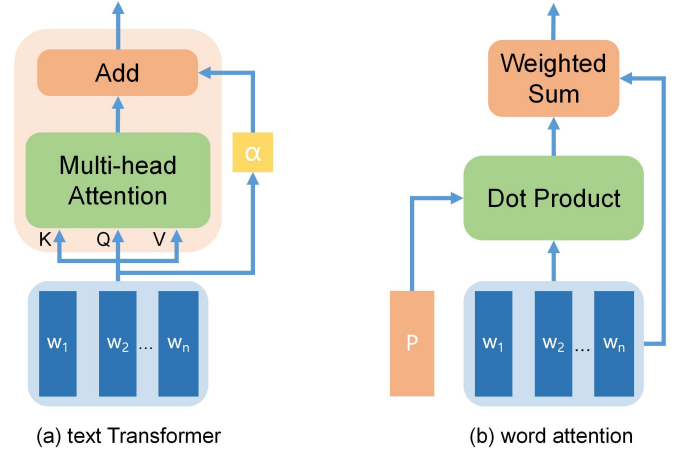 Add
α
Multi-head
Attention
K Q V
w1 w2 ... wn
(a) text Transformer
Weighted
Sum
Dot Product
P
w1 w2 ... wn
(b) word attention